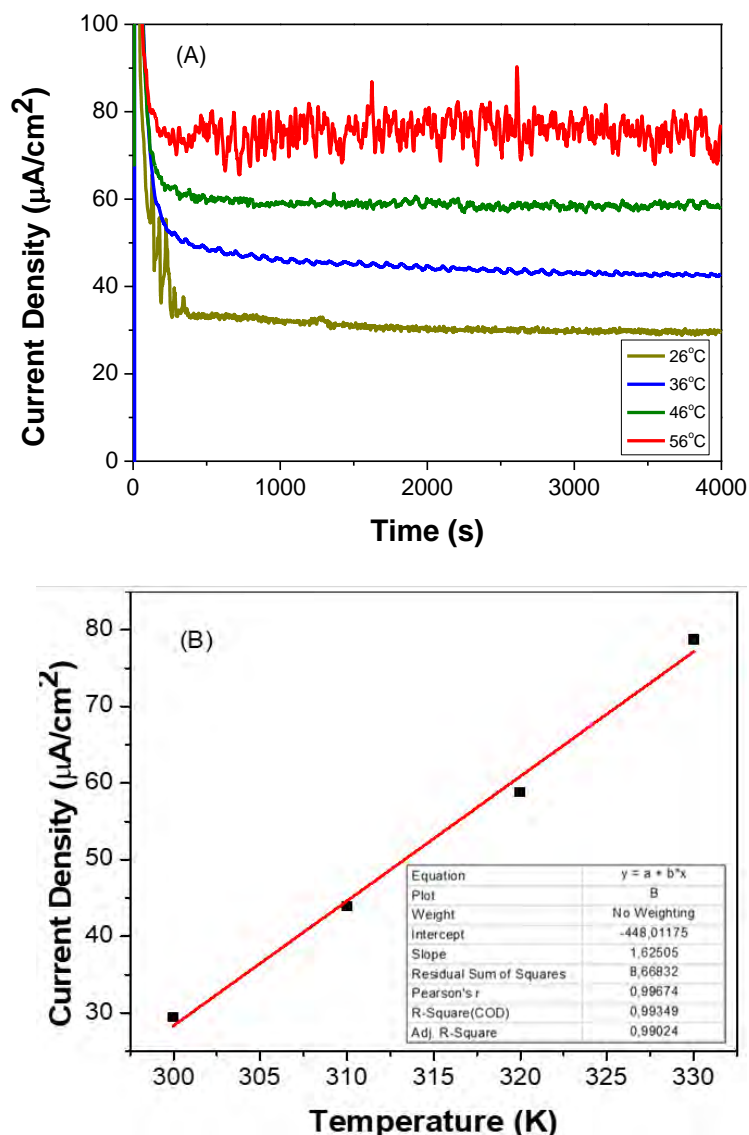 (A)
Current Density (µA/cm²)
100
80
60
40
20
0
26°C
36°C
46°C
56°C
0 1000 2000 3000 4000
Time (s)
(B)
Current Density (µA/cm²)
80
70
60
50
40
30
Equation y = a + b*x
Plot B
Weight No Weighting
Intercept -448,01175
Slope 1,62505
Residual Sum of Squares 8,66832
Pearson's r 0,99674
R-Square(COD) 0,99349
Adj. R-Square 0,99024
300 305 310 315 320 325 330
Temperature (K)